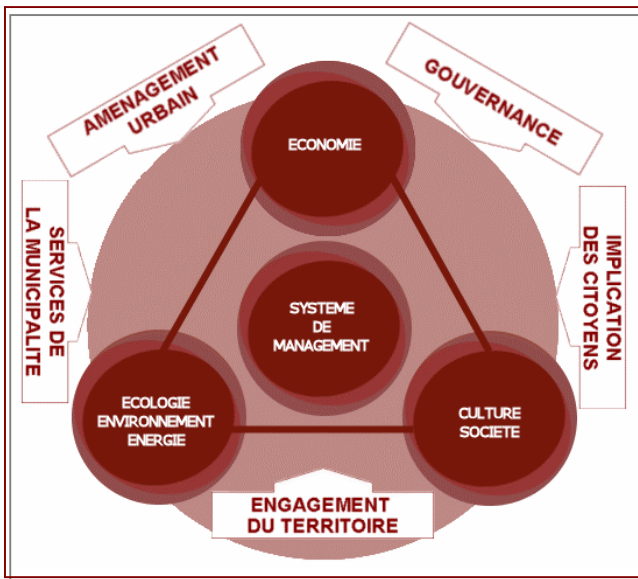 AMENAGEMENT
URBAIN
GOUVERNANCE
ECONOMIE
SERVICES DE
LA MUNICIPALITE
IMPLICATION
DES CITOYENS
SYSTEME
DE
MANAGEMENT
ECOLOGIE
ENVIRONNEMENT
ENERGIE
CULTURE
SOCIETE
ENGAGEMENT
DU TERRITOIRE